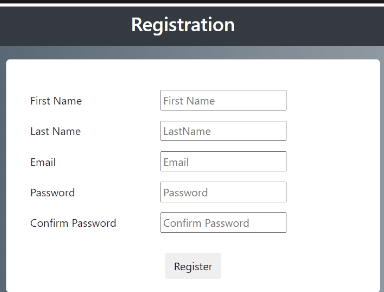 Registration
First Name First Name
Last Name LastName
Email Email
Password Password
Confirm Password Confirm Password
Register